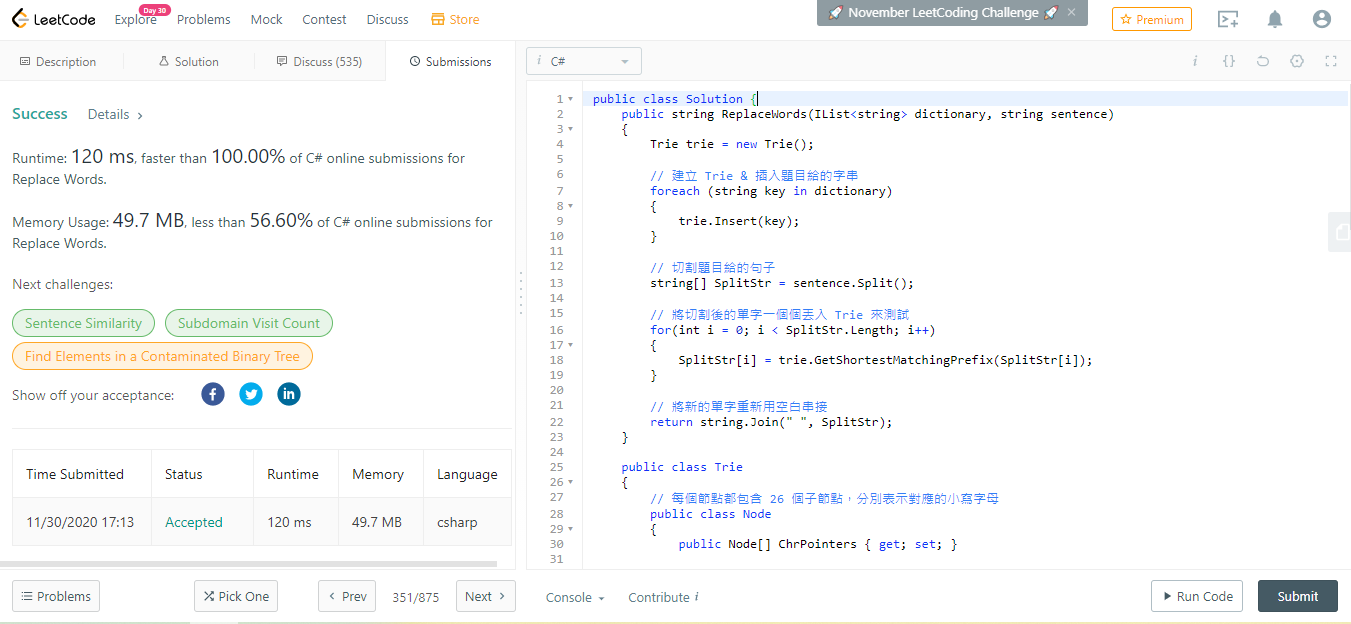 LeetCode
Explore
Day 30
Problems
Mock
Contest
Discuss
Store
🚀 November LeetCoding Challenge 🚀 ×
Premium
Description
Solution
Discuss (535)
Submissions
i C#
Success
Details >
Runtime: 120 ms, faster than 100.00% of C# online submissions for
Replace Words.
Memory Usage: 49.7 MB, less than 56.60% of C# online submissions for
Replace Words.
Next challenges:
Sentence Similarity
Subdomain Visit Count
Find Elements in a Contaminated Binary Tree
Show off your acceptance:
Time Submitted Status Runtime Memory Language
11/30/2020 17:13 Accepted 120 ms 49.7 MB csharp
1 public class Solution {
2 public string ReplaceWords(IList<string> dictionary, string sentence)
3 {
4 Trie trie = new Trie();
5
6 // 建立 Trie & 插入題目給的字串
7 foreach (string key in dictionary)
8 {
9 trie.Insert(key);
10 }
11
12 // 切割題目給的句子
13 string[] SplitStr = sentence.Split();
14
15 // 將切割後的單字一個個丟入 Trie 來測試
16 for(int i = 0; i < SplitStr.Length; i++)
17 {
18 SplitStr[i] = trie.GetShortestMatchingPrefix(SplitStr[i]);
19 }
20
21 // 將新的單字重新用空白串接
22 return string.Join(" ", SplitStr);
23 }
24
25 public class Trie
26 {
27 // 每個節點都包含 26 個子節點，分別表示對應的小寫字母
28 public class Node
29 {
30 public Node[] ChrPointers { get; set; }
31
Problems
Pick One
< Prev
351/875
Next >
Console
Contribute i
Run Code
Submit